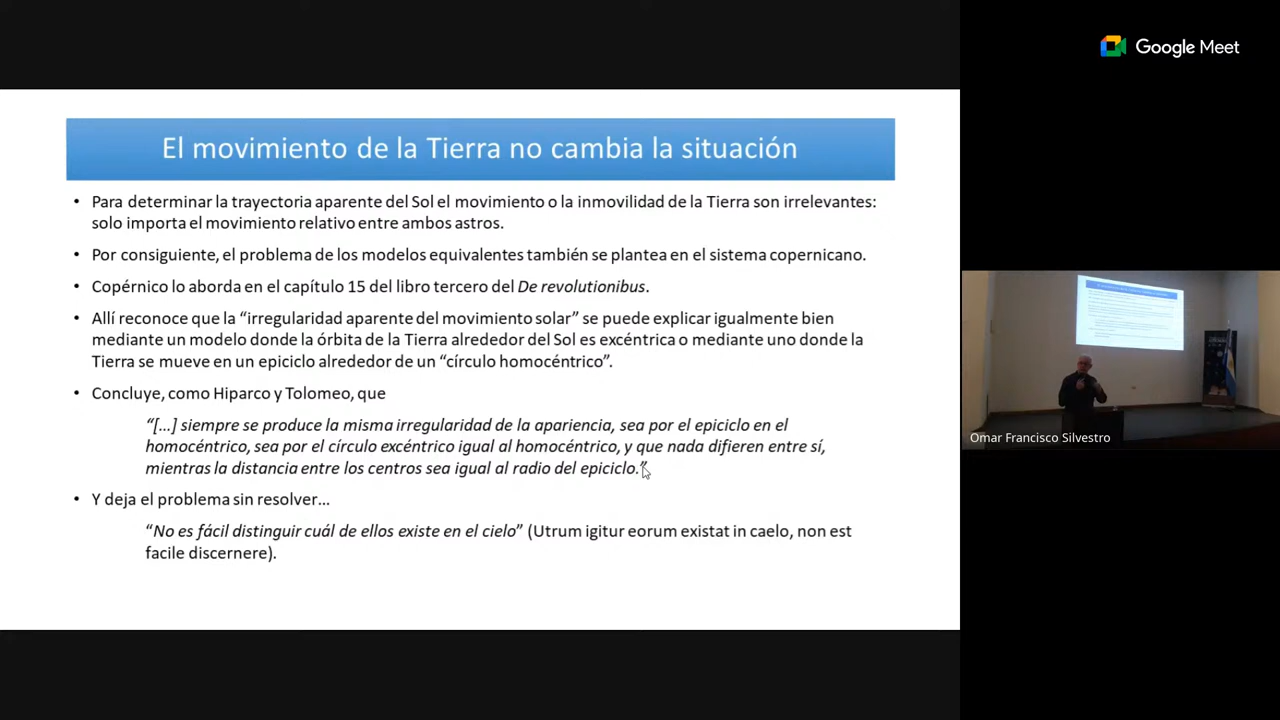 El movimiento de la Tierra no cambia la situación
• Para determinar la trayectoria aparente del Sol el movimiento o la inmovilidad de la Tierra son irrelevantes:
solo importa el movimiento relativo entre ambos astros.
• Por consiguiente, el problema de los modelos equivalentes también se plantea en el sistema copernicano.
• Copérnico lo aborda en el capítulo 15 del libro tercero del De revolutionibus.
• Allí reconoce que la “irregularidad aparente del movimiento solar” se puede explicar igualmente bien
mediante un modelo donde la órbita de la Tierra alrededor del Sol es excéntrica o mediante uno donde la
Tierra se mueve en un epiciclo alrededor de un “círculo homocéntrico”.
• Concluye, como Hiparco y Tolomeo, que
“[...] siempre se produce la misma irregularidad de la apariencia, sea por el epiciclo en el
homocéntrico, sea por el círculo excéntrico igual al homocéntrico, y que nada difieren entre sí,
mientras la distancia entre los centros sea igual al radio del epiciclo.”
• Y deja el problema sin resolver...
“No es fácil distinguir cuál de ellos existe en el cielo” (Utrum igitur eorum existat in caelo, non est
facile discernere).
Google Meet
Omar Francisco Silvestro